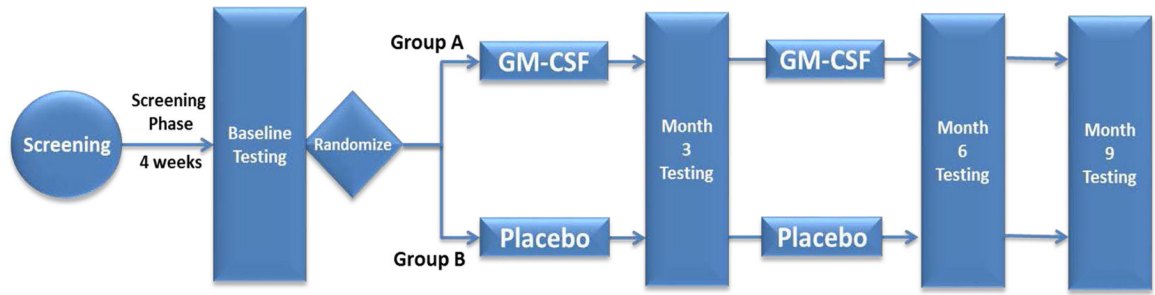 Screening
Screening
Phase
4 weeks
Baseline
Testing
Randomize
Group A
GM-CSF
Group B
Placebo
Month
3
Testing
GM-CSF
Placebo
Month
6
Testing
Month
9
Testing